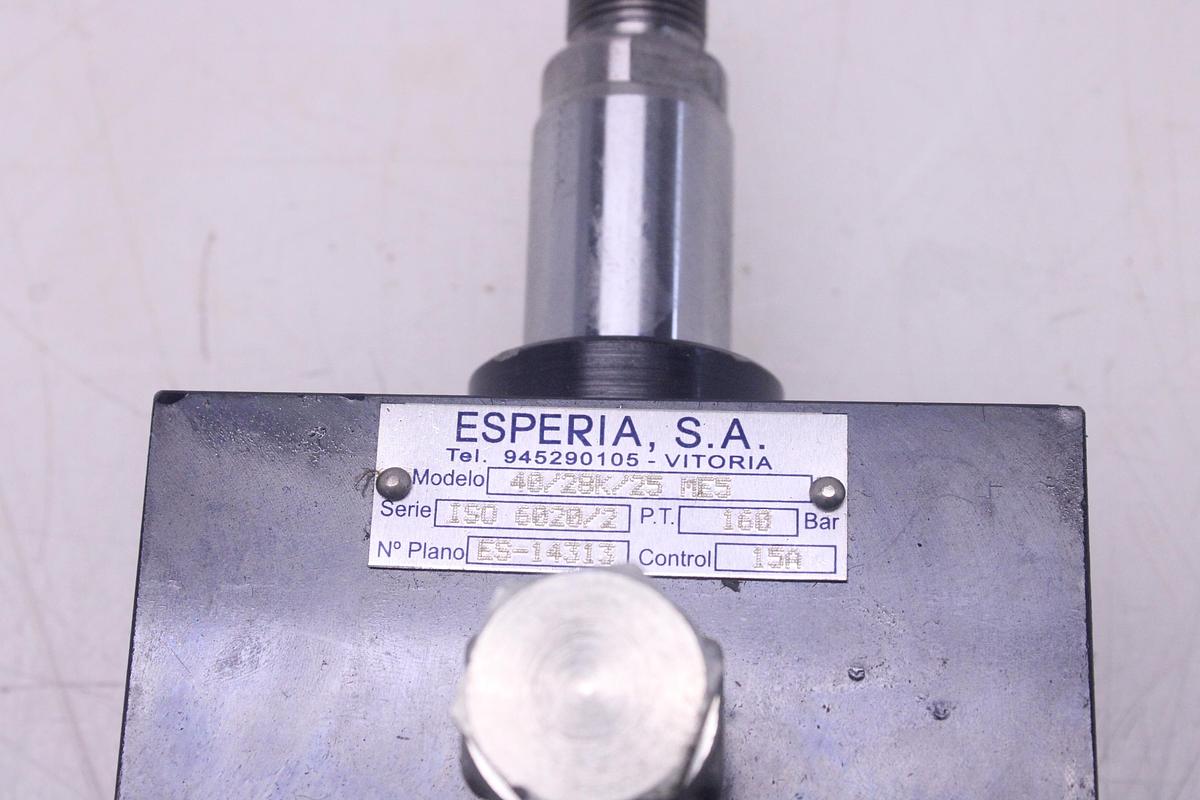 ESPERIA, S.A.
Tel. 945290105 - VITORIA
Modelo 40/28K/25 ME5
Serie ISO 6020/2 P.T. 160 Bar
Nº Plano ES-14313 Control 15A